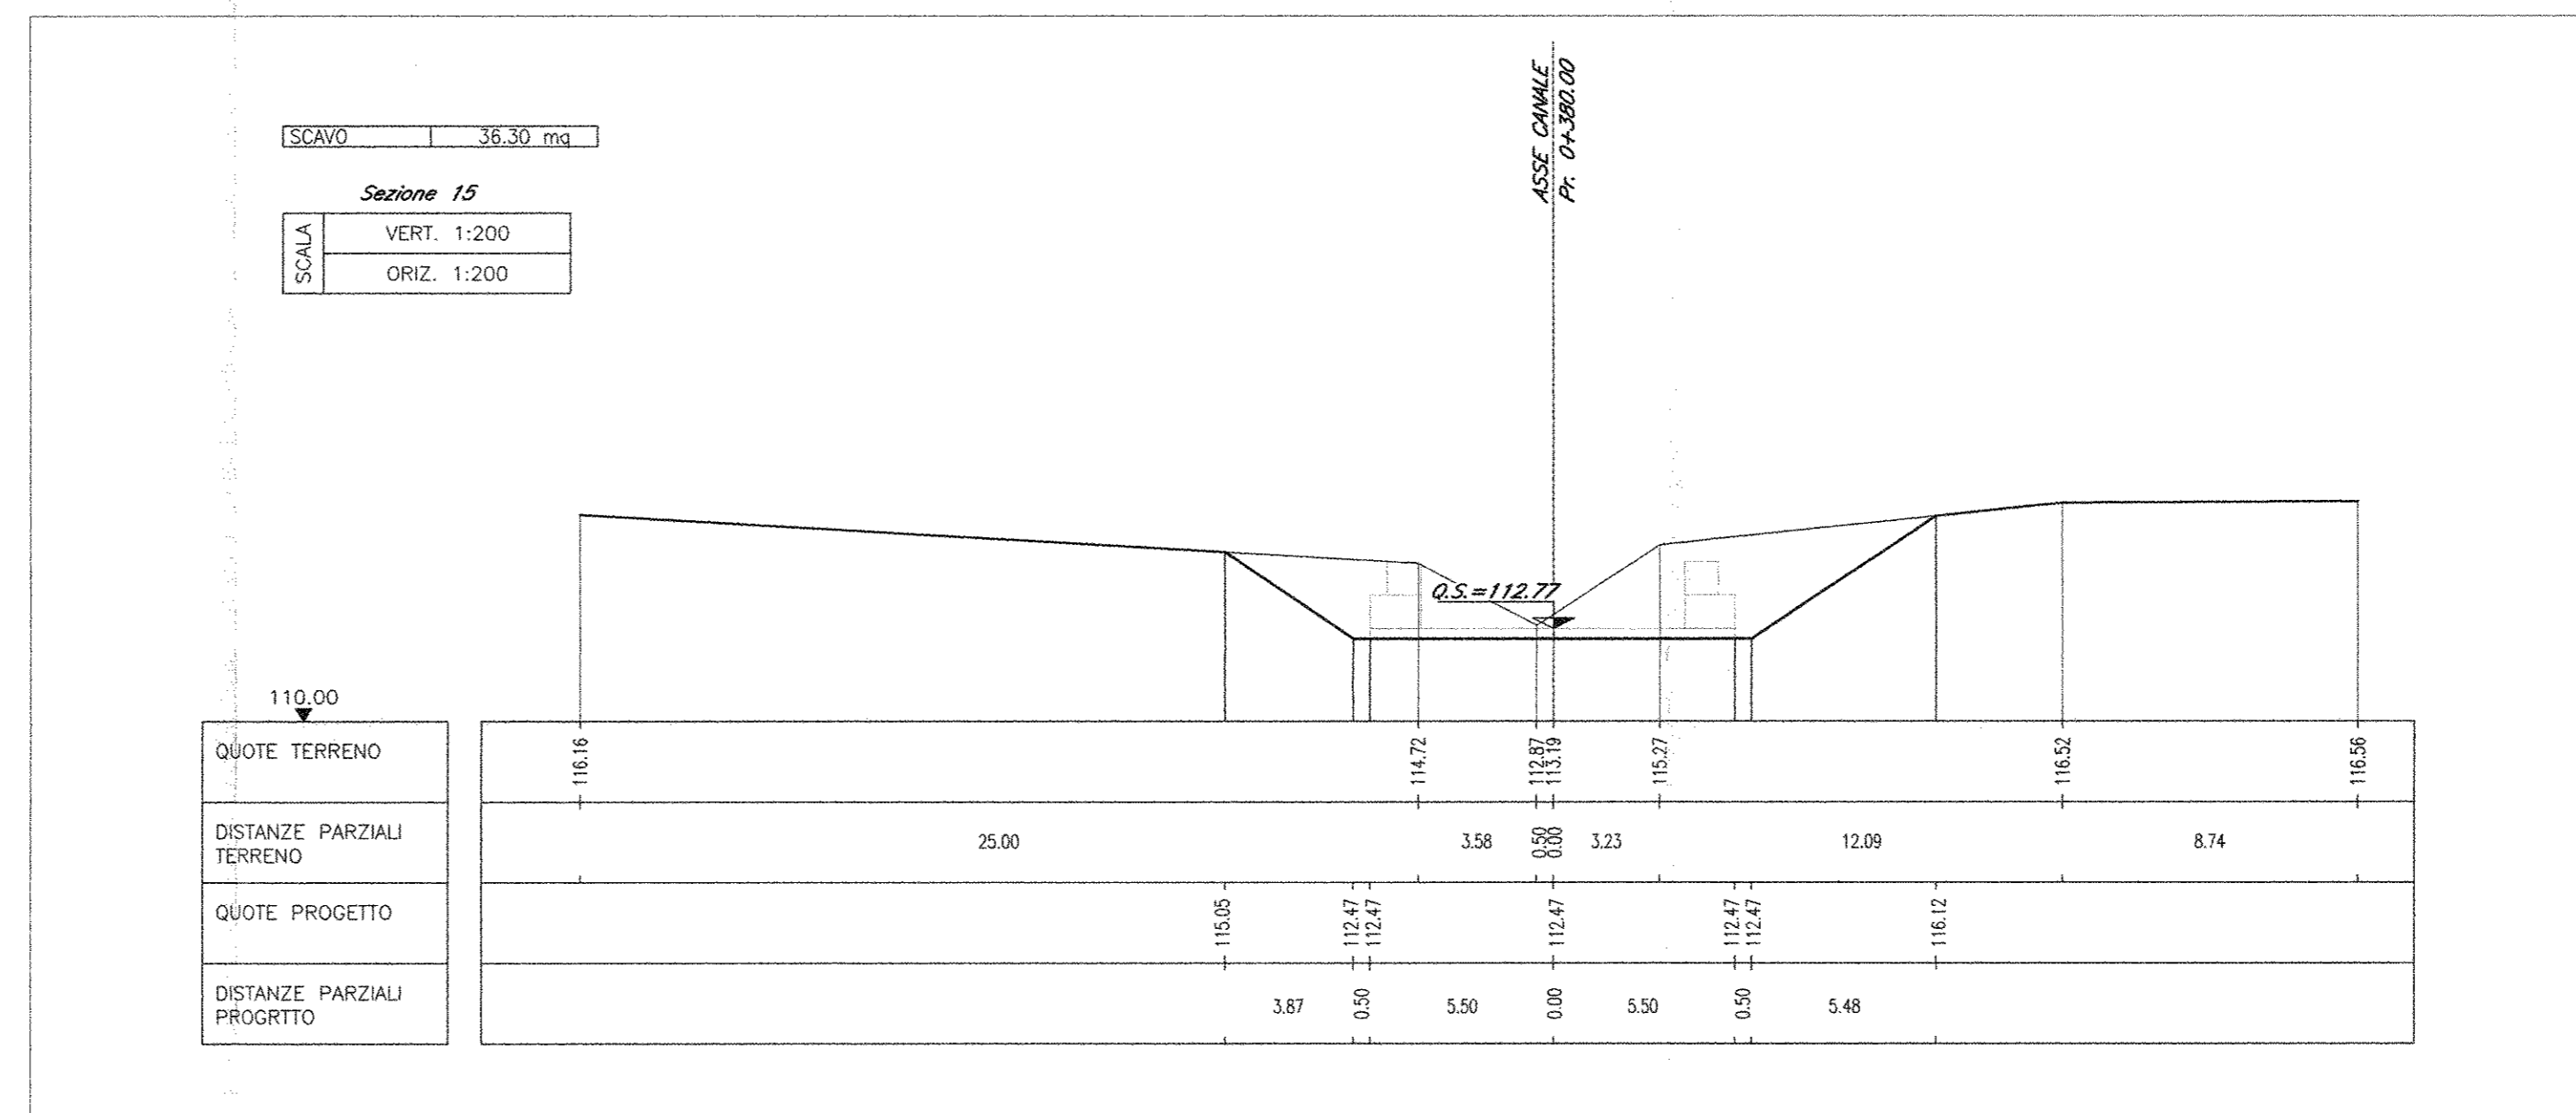 ASSE CANALE
Pr. 0+380.00
SCAVO 36.30 mq
Sezione 15
SCALA
VERT. 1:200
ORIZ. 1:200
Q.S.=112.77
110.00
QUOTE TERRENO 116.16 114.72 112.87 113.19 115.27 116.52 116.56
DISTANZE PARZIALI
TERRENO
25.00 3.58 0.50 0.00 3.23 12.09 8.74
QUOTE PROGETTO 115.05 112.47 112.47 112.47 112.47 112.47 116.12
DISTANZE PARZIALI
PROGRTTO
3.87 0.50 5.50 0.00 5.50 0.50 5.48